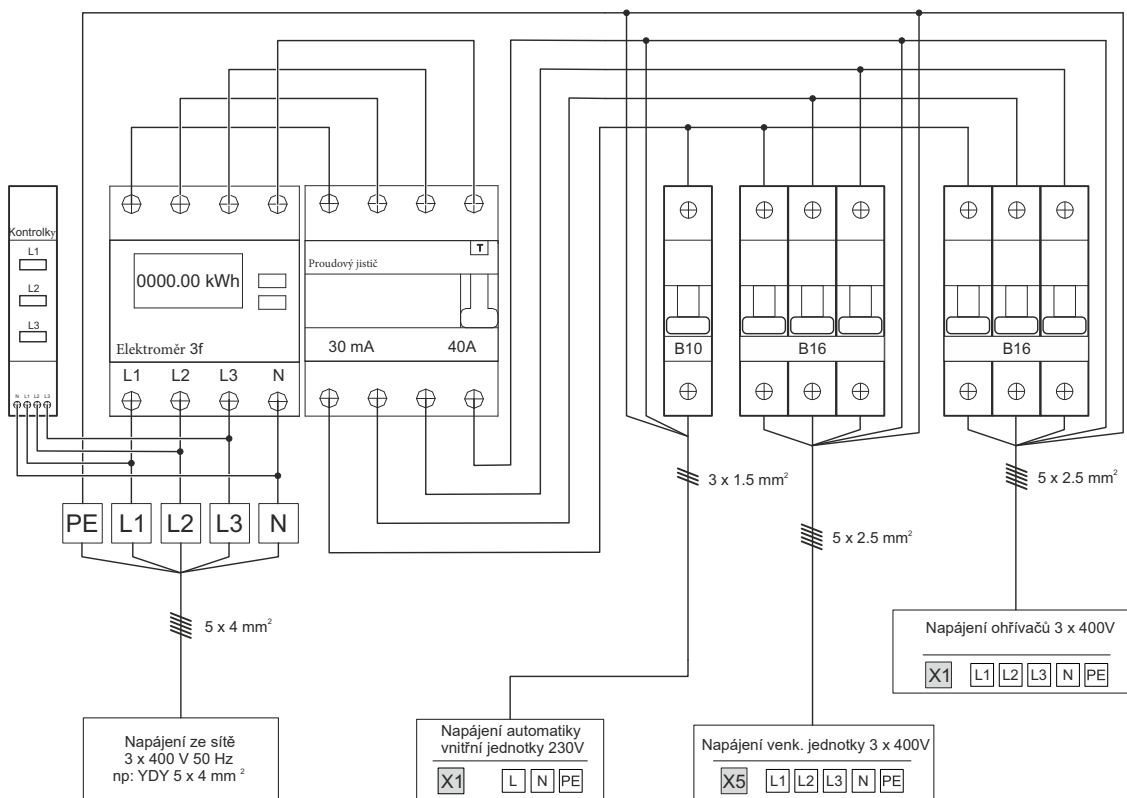 Kontrolky
L1
L2
L3
N L1 L2 L3
0000.00 kWh
Elektroměr 3f
L1 L2 L3 N
T
Proudový jistič
30 mA 40A
B10
B16
B16
PE L1 L2 L3 N
3 x 1.5 mm²
5 x 2.5 mm²
5 x 2.5 mm²
5 x 4 mm²
Napájení ohřívačů 3 x 400V
X1 L1 L2 L3 N PE
Napájení ze sítě
3 x 400 V 50 Hz
np: YDY 5 x 4 mm ²
Napájení automatiky
vnitřní jednotky 230V
X1 L N PE
Napájení venk. jednotky 3 x 400V
X5 L1 L2 L3 N PE